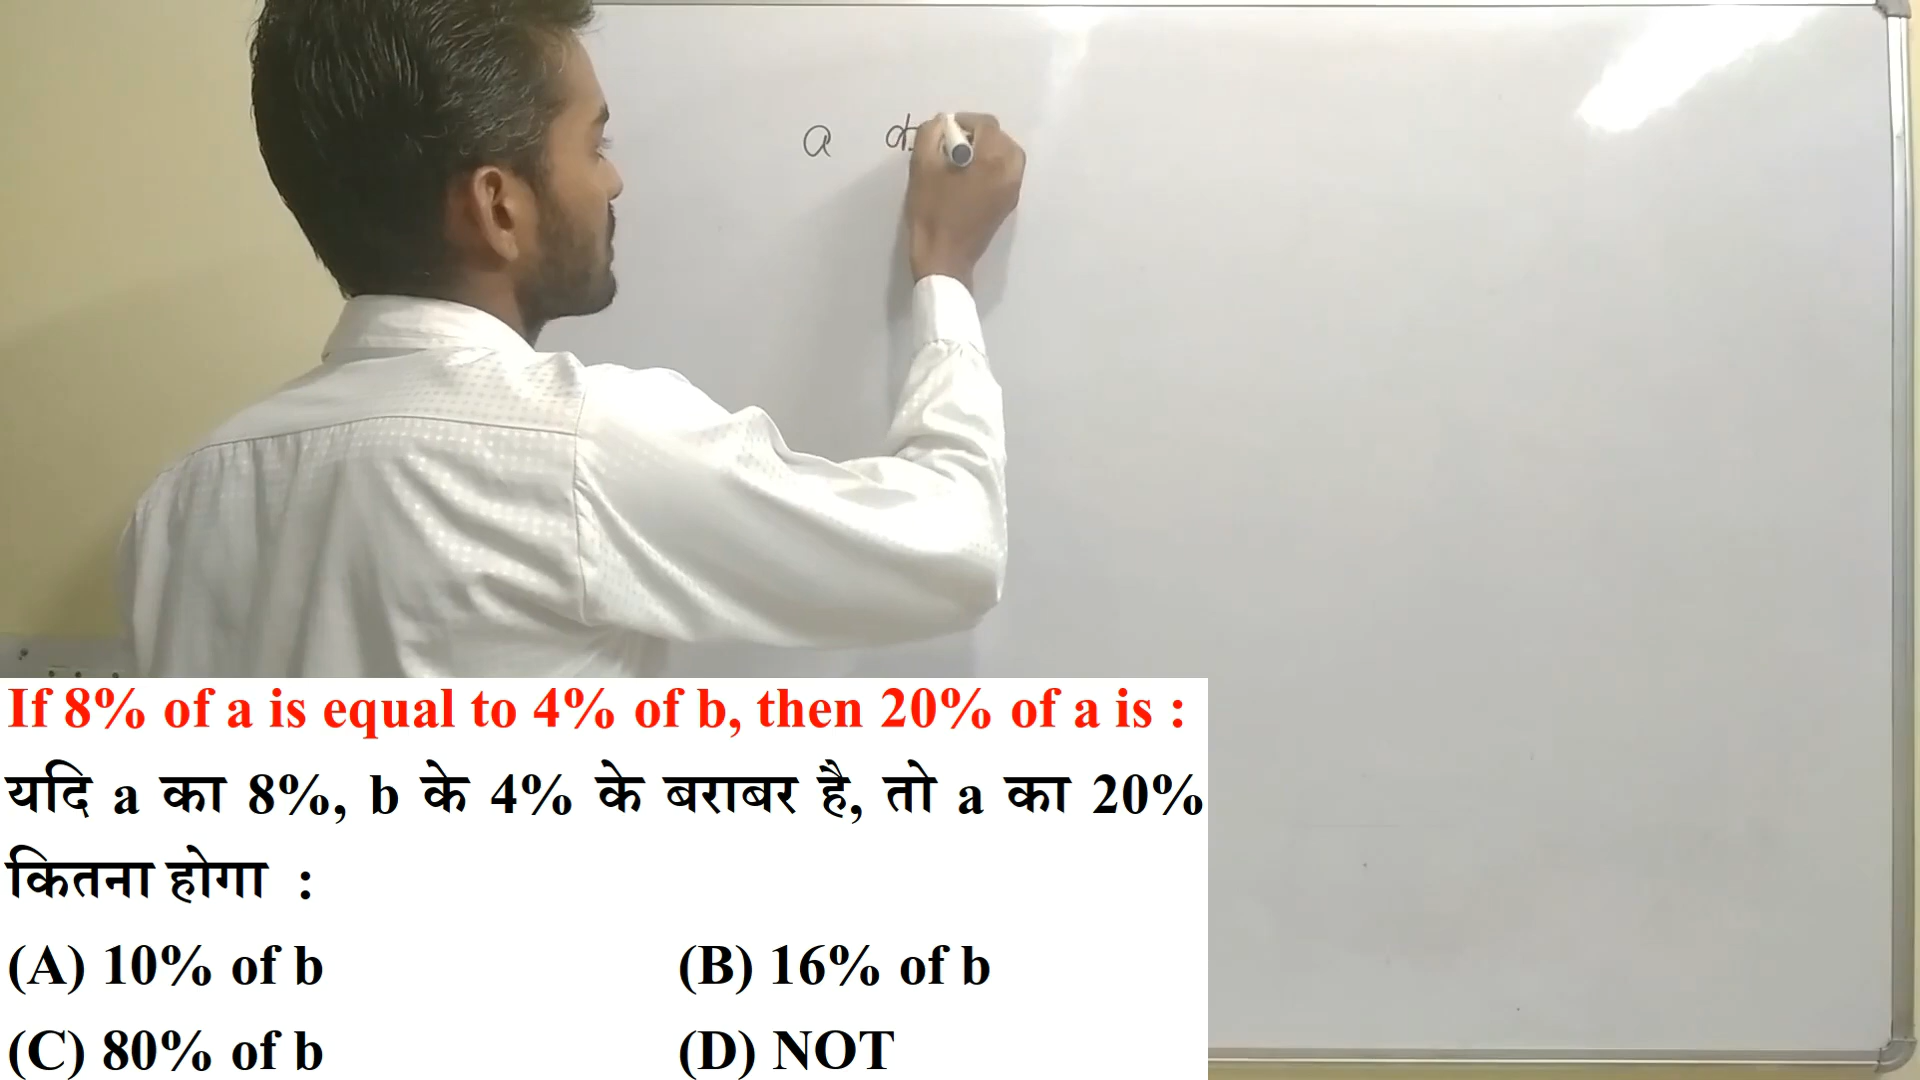 a
If 8% of a is equal to 4% of b, then 20% of a is :
यदि a का 8%, b के 4% के बराबर है, तो a का 20%
कितना होगा :
(A) 10% of b (B) 16% of b
(C) 80% of b (D) NOT